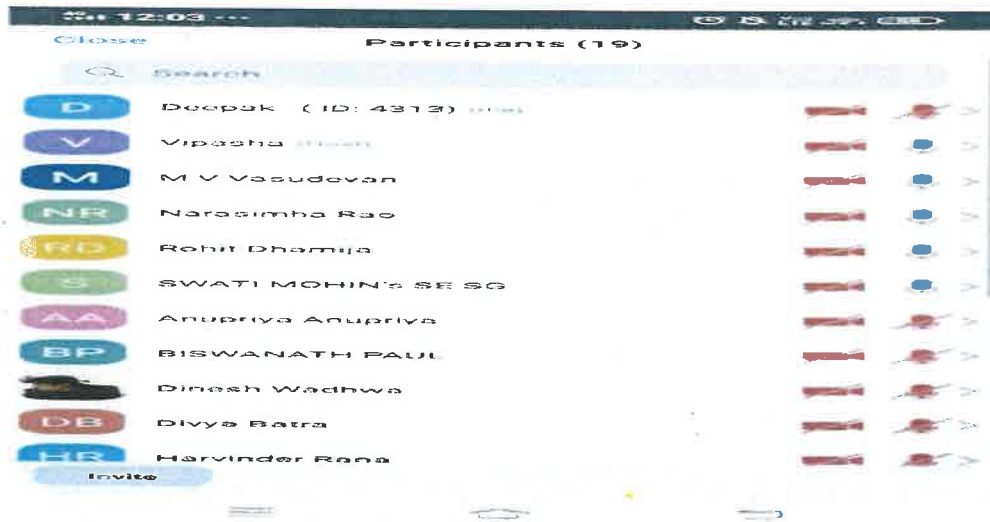 12:03
Close Participants (19)
Search
D Deepak (ID: 4313)
V Vipasha
M M V Vasudevan
NR Narasimha Rao
RD Rohit Dhamija
S SWATI MOHIN's SE SG
AA Anupriya Anupriya
BP BISWANATH PAUL
Dinesh Wadhwa
DB Divya Batra
HR Harvinder Rana
Invite